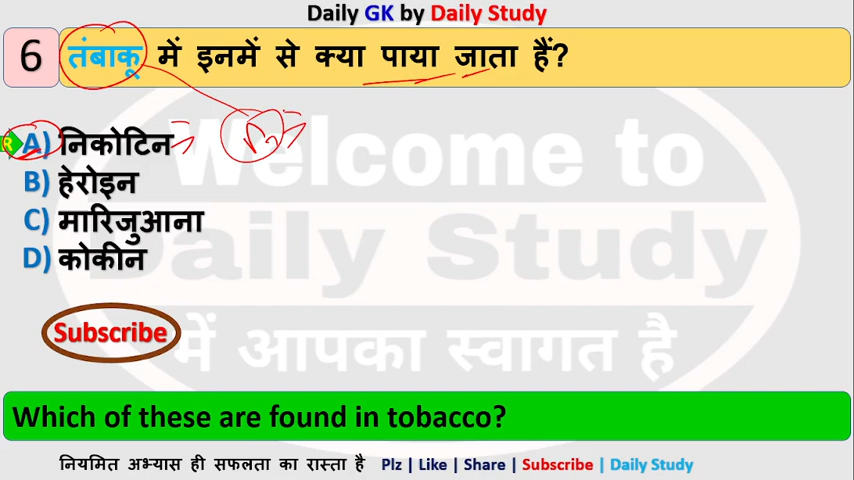 Daily GK by Daily Study
6 तंबाकू में इनमें से क्या पाया जाता हैं?
R A) निकोटिन
B) हेरोइन
C) मारिजुआना
D) कोकीन
Welcome to
Daily Study
में आपका स्वागत है
Subscribe
Which of these are found in tobacco?
नियमित अभ्यास ही सफलता का रास्ता है Plz | Like | Share | Subscribe | Daily Study